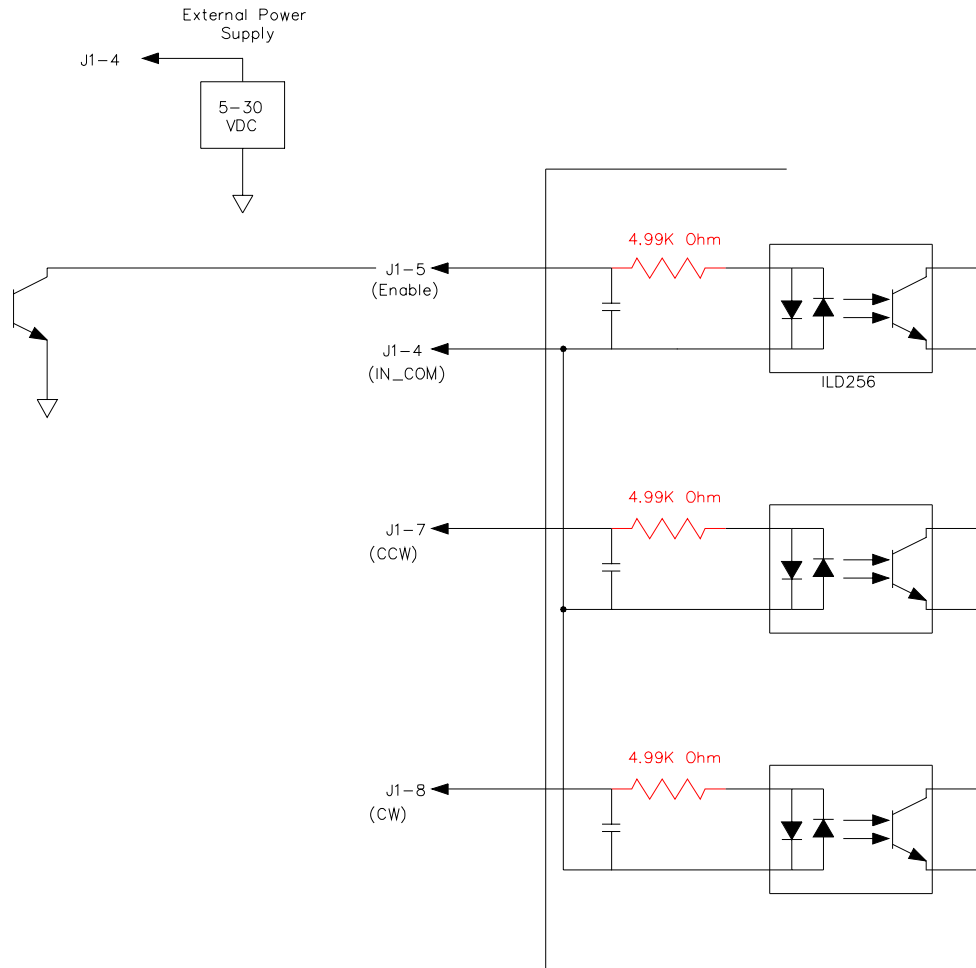 External Power
Supply
J1-4
5-30
VDC
4.99K Ohm
J1-5
(Enable)
J1-4
(IN_COM)
ILD256
4.99K Ohm
J1-7
(CCW)
4.99K Ohm
J1-8
(CW)